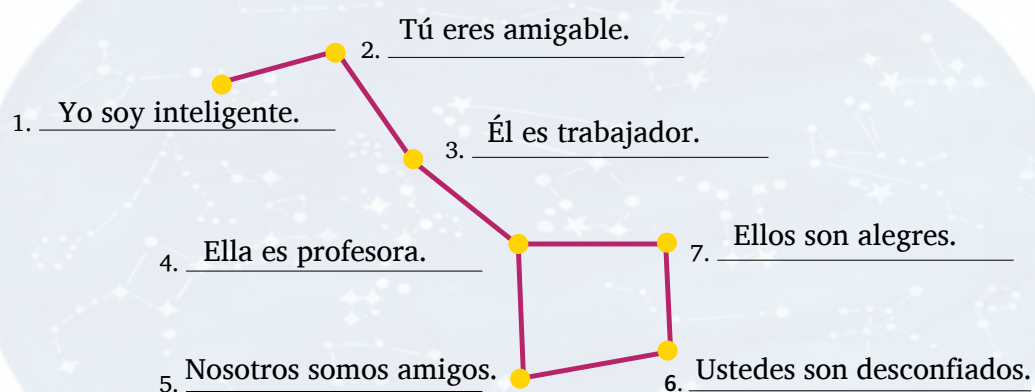 1. Yo soy inteligente.
2. Tú eres amigable.
3. Él es trabajador.
4. Ella es profesora.
5. Nosotros somos amigos.
6. Ustedes son desconfiados.
7. Ellos son alegres.